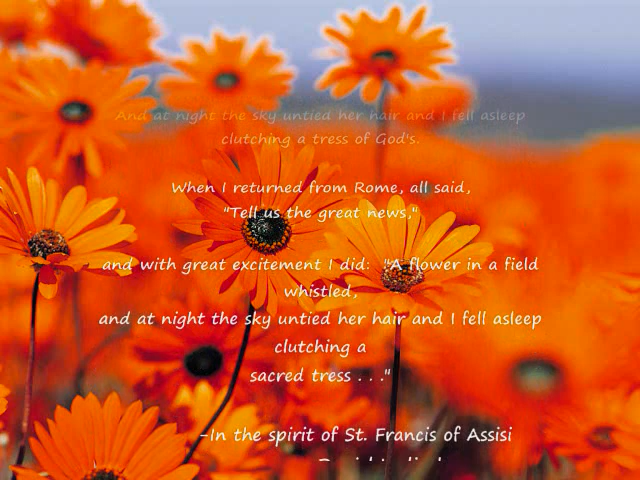 And at night the sky untied her hair and I fell asleep
clutching a tress of God's.
When I returned from Rome, all said,
"Tell us the great news,"
and with great excitement I did: "A flower in a field
whistled,
and at night the sky untied her hair and I fell asleep
clutching a
sacred tress . . ."
-In the spirit of St. Francis of Assisi